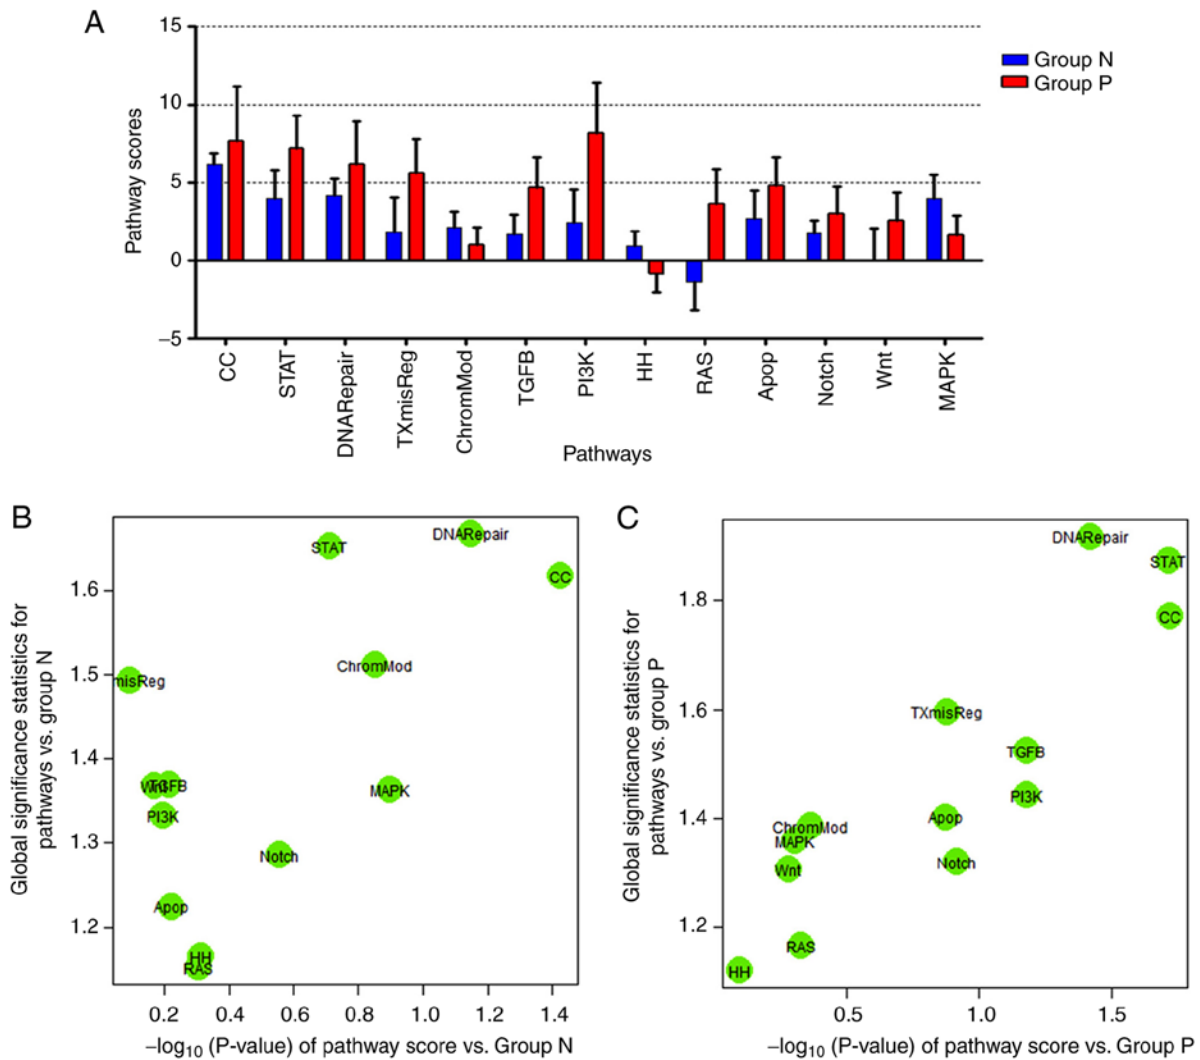 A
15
10
5
0
−5
Pathway scores
Group N
Group P
CC
STAT
DNARepair
TXmisReg
ChromMod
TGFB
PI3K
HH
RAS
Apop
Notch
Wnt
MAPK
Pathways
B
Global significance statistics for
pathways vs. group N
1.6
1.5
1.4
1.3
1.2
DNARepair
STAT
CC
ChromMod
misReg
Wnt
TGFB
MAPK
PI3K
Notch
Apop
HH
RAS
0.2 0.4 0.6 0.8 1.0 1.2 1.4
−log10 (P-value) of pathway score vs. Group N
C
Global significance statistics for
pathways vs. group P
1.8
1.6
1.4
1.2
DNARepair
STAT
CC
TXmisReg
TGFB
PI3K
Apop
ChromMod
MAPK
Notch
Wnt
RAS
HH
0.5 1.0 1.5
−log10 (P-value) of pathway score vs. Group P